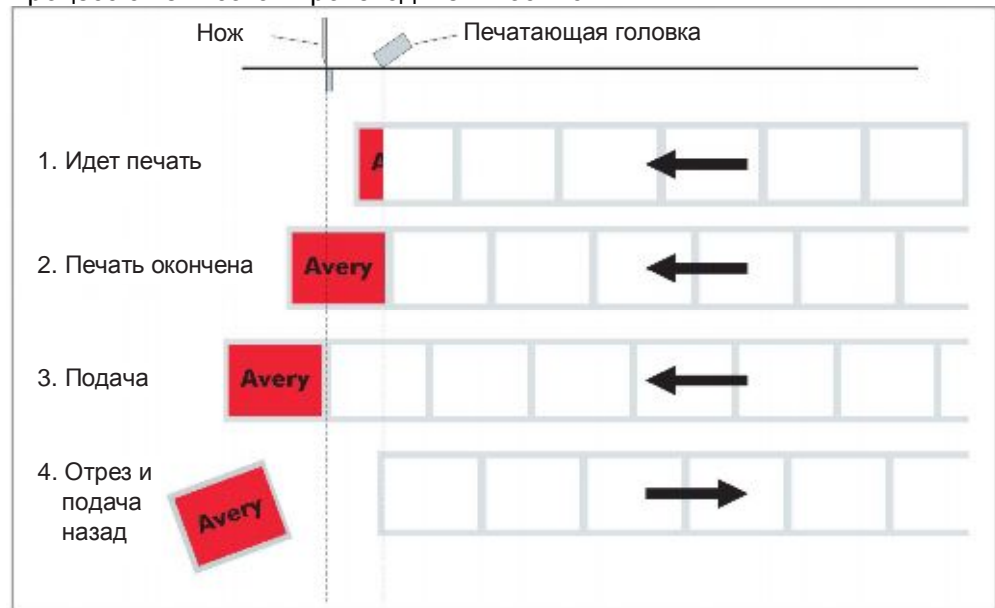 Нож
Печатающая головка
1. Идет печать
A
2. Печать окончена
Avery
3. Подача
Avery
4. Отрез и
подача
назад
Avery